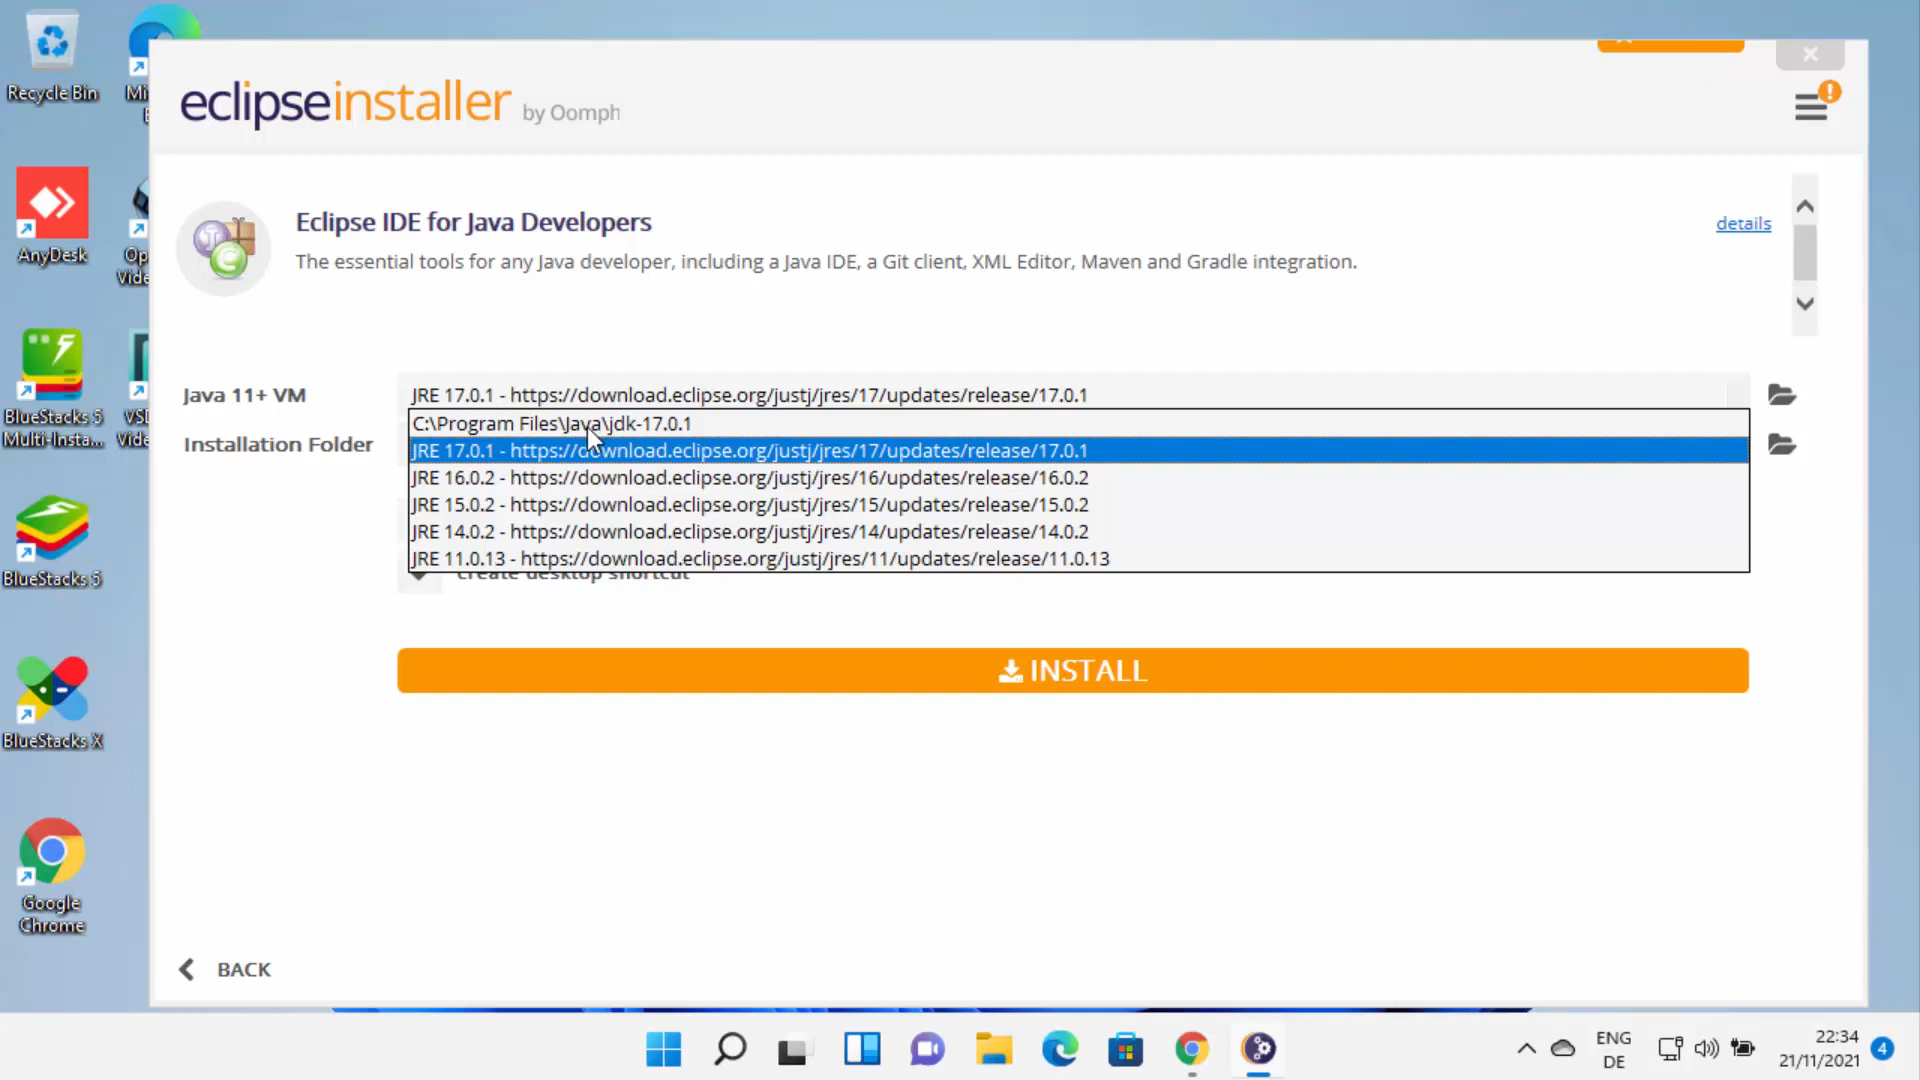 Recycle Bin
Mi
E
AnyDesk
Op
Vide
BlueStacks 5
Multi-Insta...
VSD
Vide
BlueStacks 5
BlueStacks X
Google
Chrome
eclipseinstaller by Oomph
Eclipse IDE for Java Developers
details
The essential tools for any Java developer, including a Java IDE, a Git client, XML Editor, Maven and Gradle integration.
Java 11+ VM
JRE 17.0.1 - https://download.eclipse.org/justj/jres/17/updates/release/17.0.1
C:\Program Files\Java\jdk-17.0.1
Installation Folder
JRE 17.0.1 - https://download.eclipse.org/justj/jres/17/updates/release/17.0.1
JRE 16.0.2 - https://download.eclipse.org/justj/jres/16/updates/release/16.0.2
JRE 15.0.2 - https://download.eclipse.org/justj/jres/15/updates/release/15.0.2
JRE 14.0.2 - https://download.eclipse.org/justj/jres/14/updates/release/14.0.2
JRE 11.0.13 - https://download.eclipse.org/justj/jres/11/updates/release/11.0.13
create desktop shortcut
INSTALL
BACK
ENG
DE
22:34
21/11/2021
4